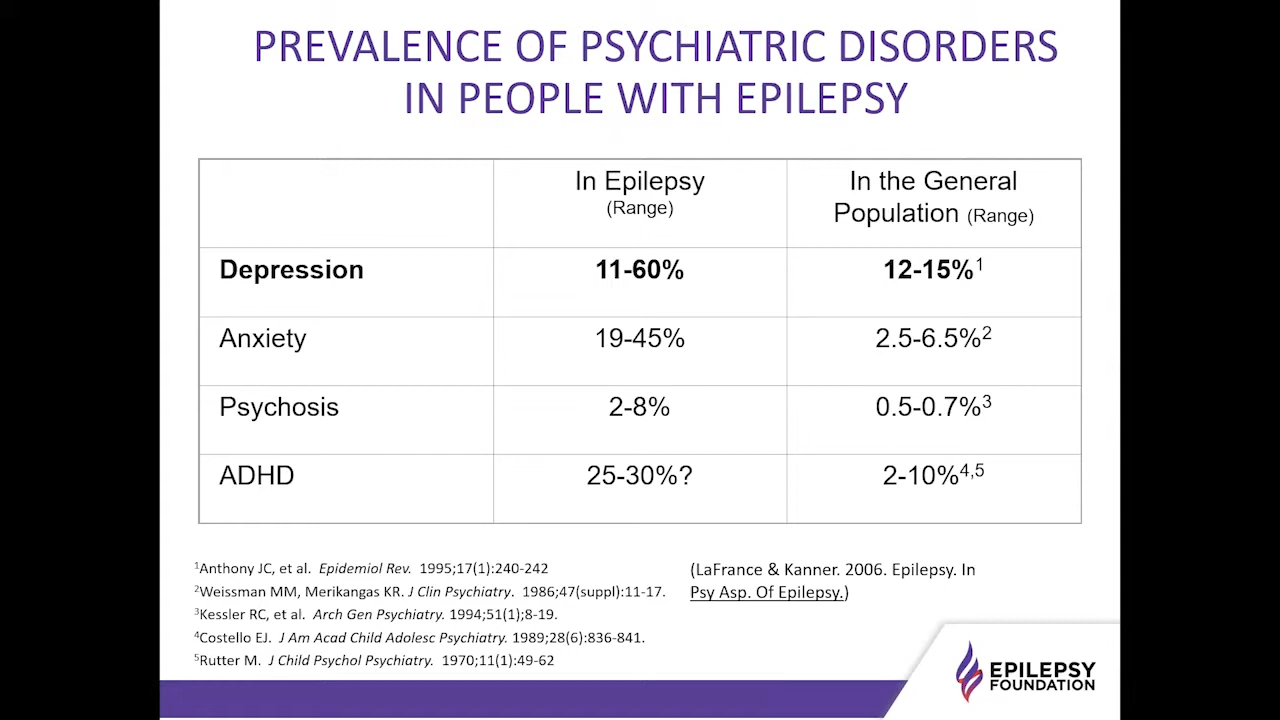 PREVALENCE OF PSYCHIATRIC DISORDERS
IN PEOPLE WITH EPILEPSY
In Epilepsy
(Range)
In the General
Population (Range)
Depression
11-60%
12-15%¹
Anxiety
19-45%
2.5-6.5%²
Psychosis
2-8%
0.5-0.7%³
ADHD
25-30%?
2-10%⁴,⁵
¹Anthony JC, et al. Epidemiol Rev. 1995;17(1):240-242
²Weissman MM, Merikangas KR. J Clin Psychiatry. 1986;47(suppl):11-17.
³Kessler RC, et al. Arch Gen Psychiatry. 1994;51(1);8-19.
⁴Costello EJ. J Am Acad Child Adolesc Psychiatry. 1989;28(6):836-841.
⁵Rutter M. J Child Psychol Psychiatry. 1970;11(1):49-62
(LaFrance & Kanner. 2006. Epilepsy. In
Psy Asp. Of Epilepsy.)
EPILEPSY
FOUNDATION